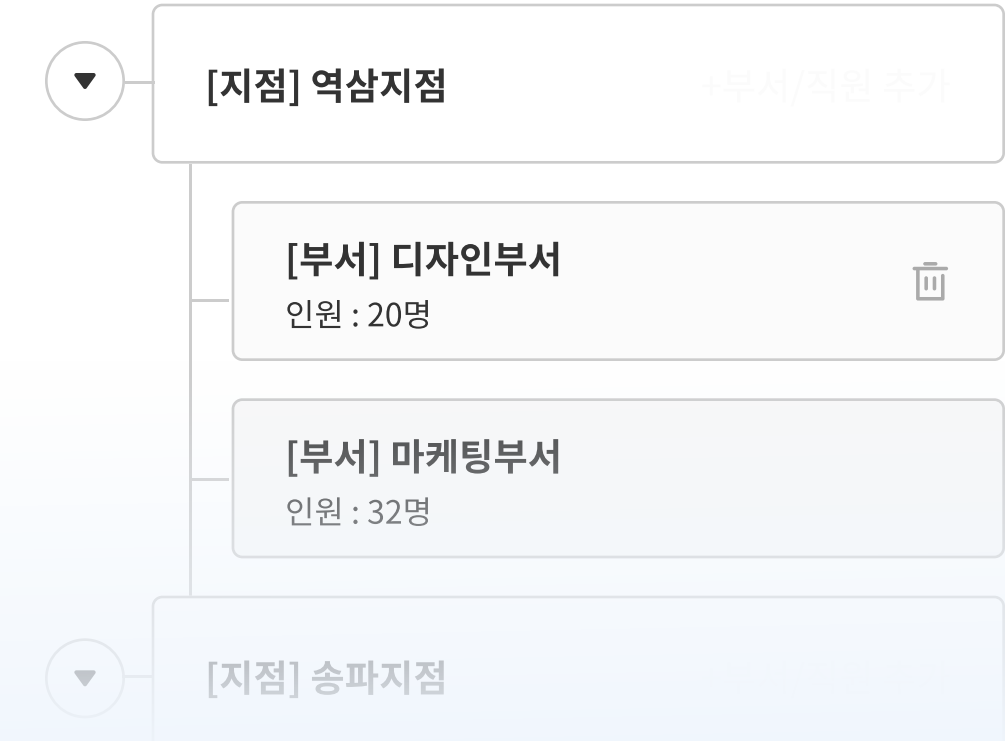 [지점] 역삼지점
+부서/직원 추가
[부서] 디자인부서
인원 : 20명
[부서] 마케팅부서
인원 : 32명
[지점] 송파지점